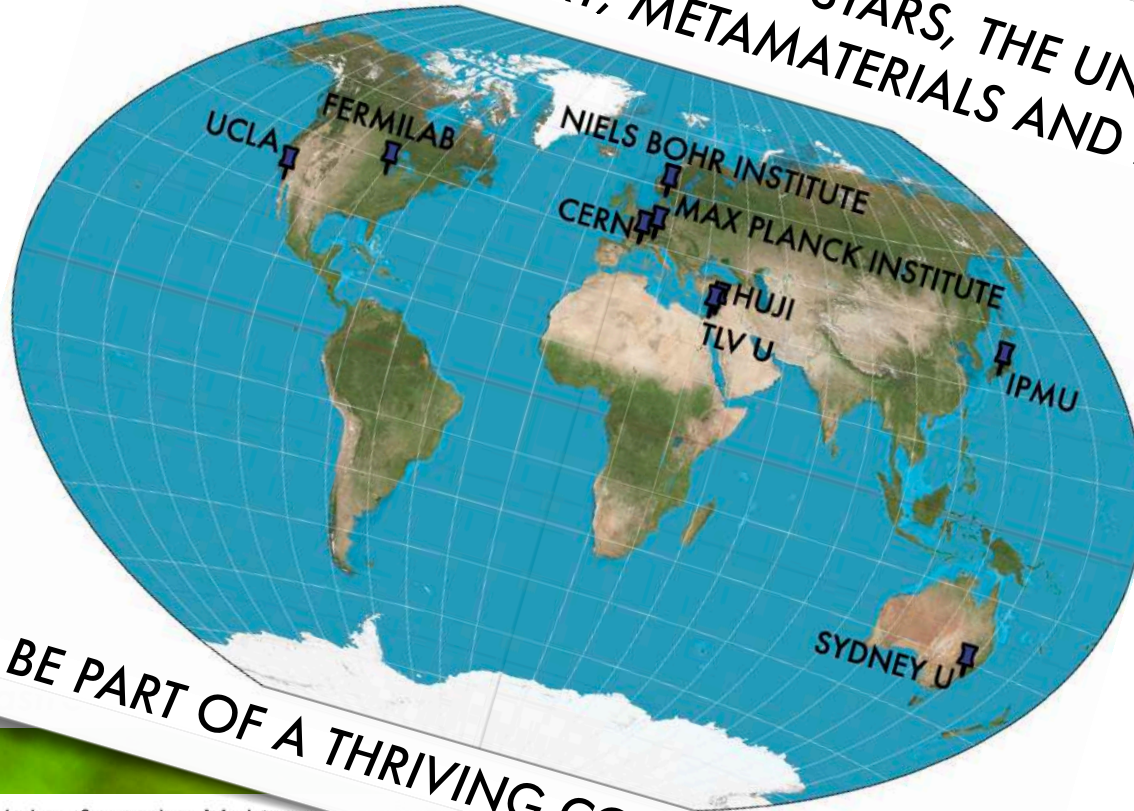 STARS, THE UN
METAMATERIALS AND
UCLA
FERMILAB
NIELS BOHR INSTITUTE
CERN
MAX PLANCK INSTITUTE
HUJI
TLV U
IPMU
SYDNEY U
BE PART OF A THRIVING CO